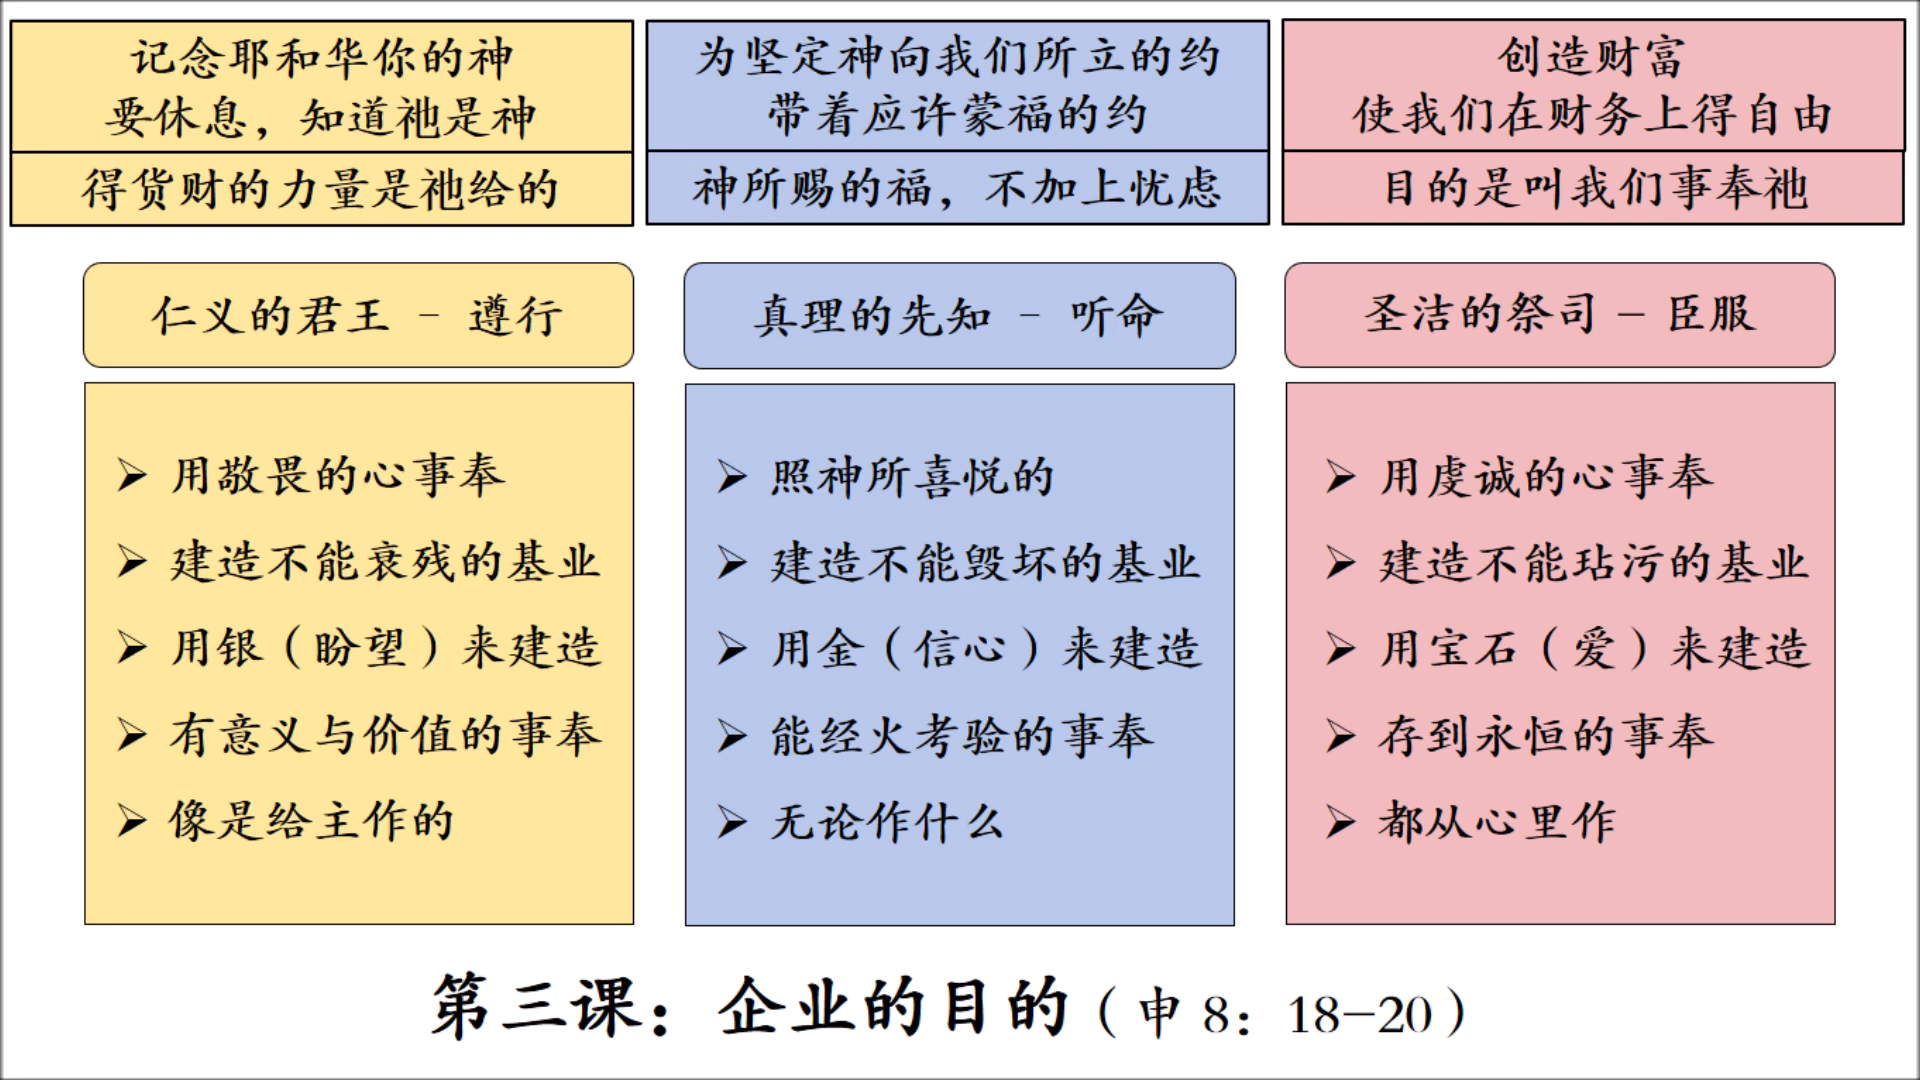 记念耶和华你的神
要休息，知道祂是神
得货财的力量是祂给的
为坚定神向我们所立的约
带着应许蒙福的约
神所赐的福，不加上忧虑
创造财富
使我们在财务上得自由
目的是叫我们事奉祂
仁义的君王 - 遵行
真理的先知 - 听命
圣洁的祭司 – 臣服
➢ 用敬畏的心事奉
➢ 建造不能衰残的基业
➢ 用银（盼望）来建造
➢ 有意义与价值的事奉
➢ 像是给主作的
➢ 照神所喜悦的
➢ 建造不能毁坏的基业
➢ 用金（信心）来建造
➢ 能经火考验的事奉
➢ 无论作什么
➢ 用虔诚的心事奉
➢ 建造不能玷污的基业
➢ 用宝石（爱）来建造
➢ 存到永恒的事奉
➢ 都从心里作
第三课：企业的目的（申 8：18-20）